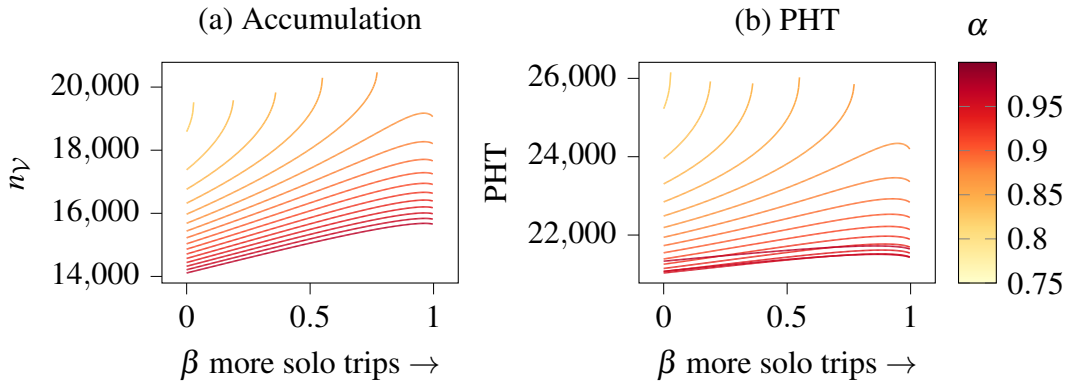 (a) Accumulation
(b) PHT
α
20,000
18,000
16,000
14,000
n𝒱
0
0.5
1
β more solo trips →
26,000
24,000
22,000
PHT
0
0.5
1
β more solo trips →
0.95
0.9
0.85
0.8
0.75